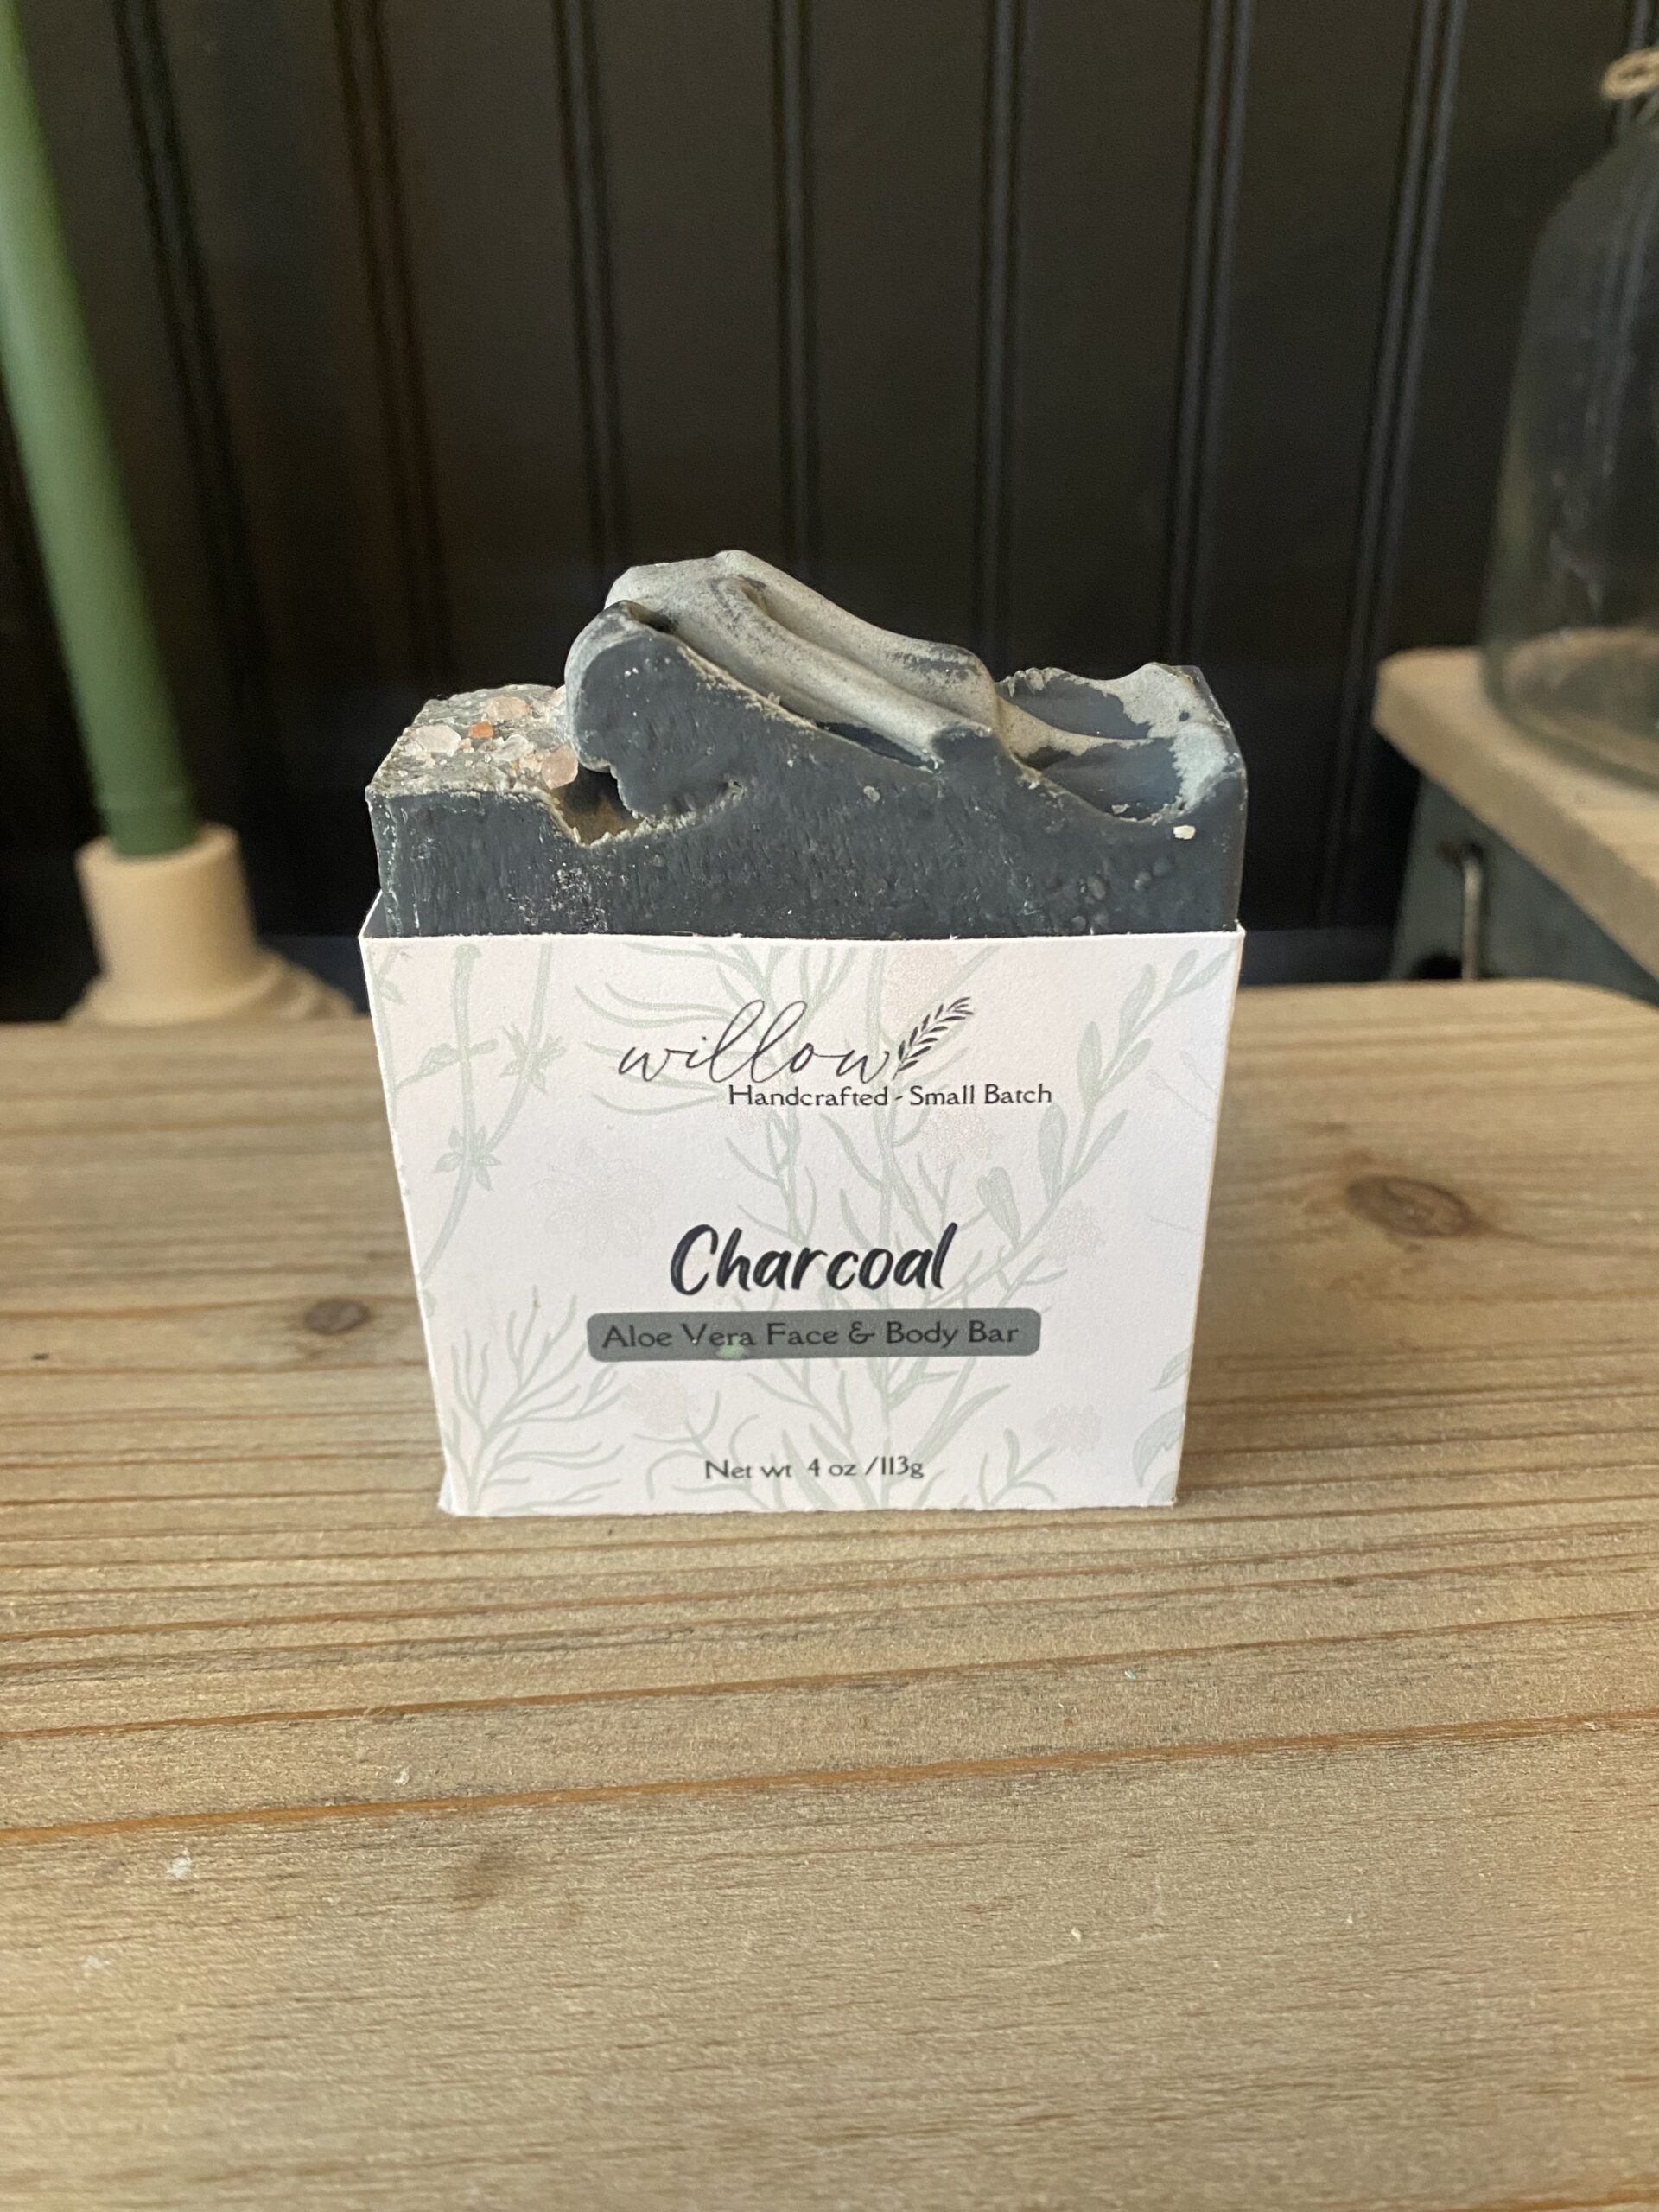 willow
Handcrafted - Small Batch
Charcoal
Aloe Vera Face & Body Bar
Net wt 4 oz /113g